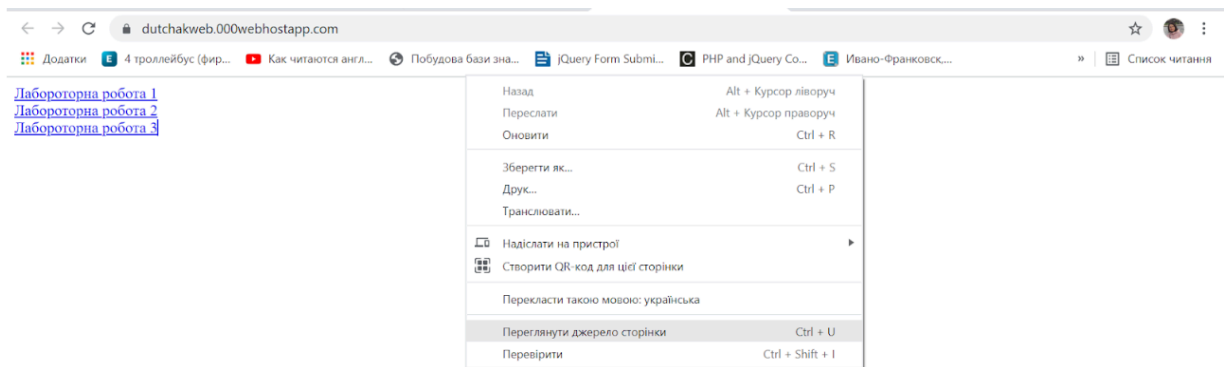 dutchakweb.000webhostapp.com
Додатки 4 троллейбус (фир... Как читаются англ... Побудова бази зна... jQuery Form Submi... PHP and jQuery Co... Ивано-Франковск,... » Список читання
Лабороторна робота 1
Лабороторна робота 2
Лабороторна робота 3
Назад Alt + Курсор ліворуч
Переслати Alt + Курсор праворуч
Оновити Ctrl + R
Зберегти як... Ctrl + S
Друк... Ctrl + P
Транслювати...
Надіслати на пристрої
Створити QR-код для цієї сторінки
Перекласти такою мовою: українська
Переглянути джерело сторінки Ctrl + U
Перевірити Ctrl + Shift + I